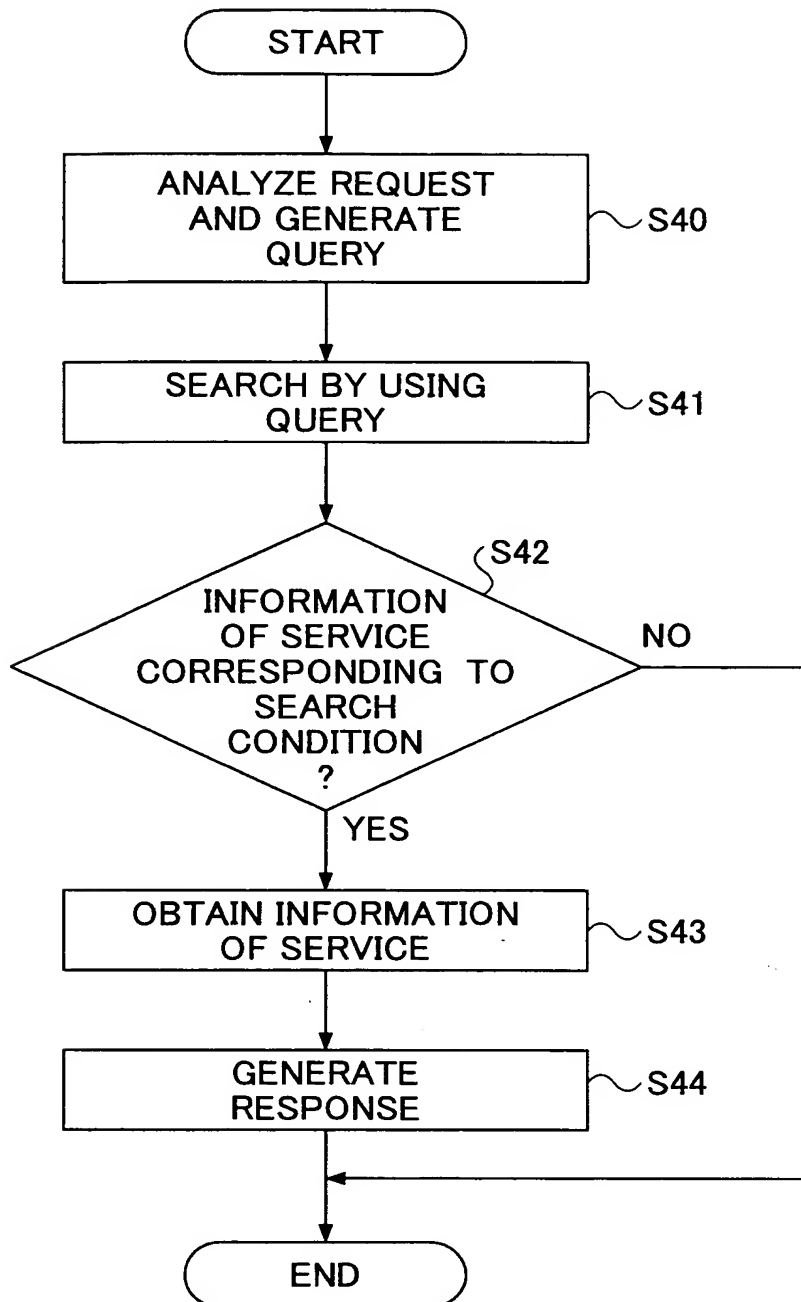 START
ANALYZE REQUEST
AND GENERATE
QUERY
S40
SEARCH BY USING
QUERY
S41
S42
INFORMATION
OF SERVICE
CORRESPONDING TO
SEARCH
CONDITION
?
NO
YES
OBTAIN INFORMATION
OF SERVICE
S43
GENERATE
RESPONSE
S44
END